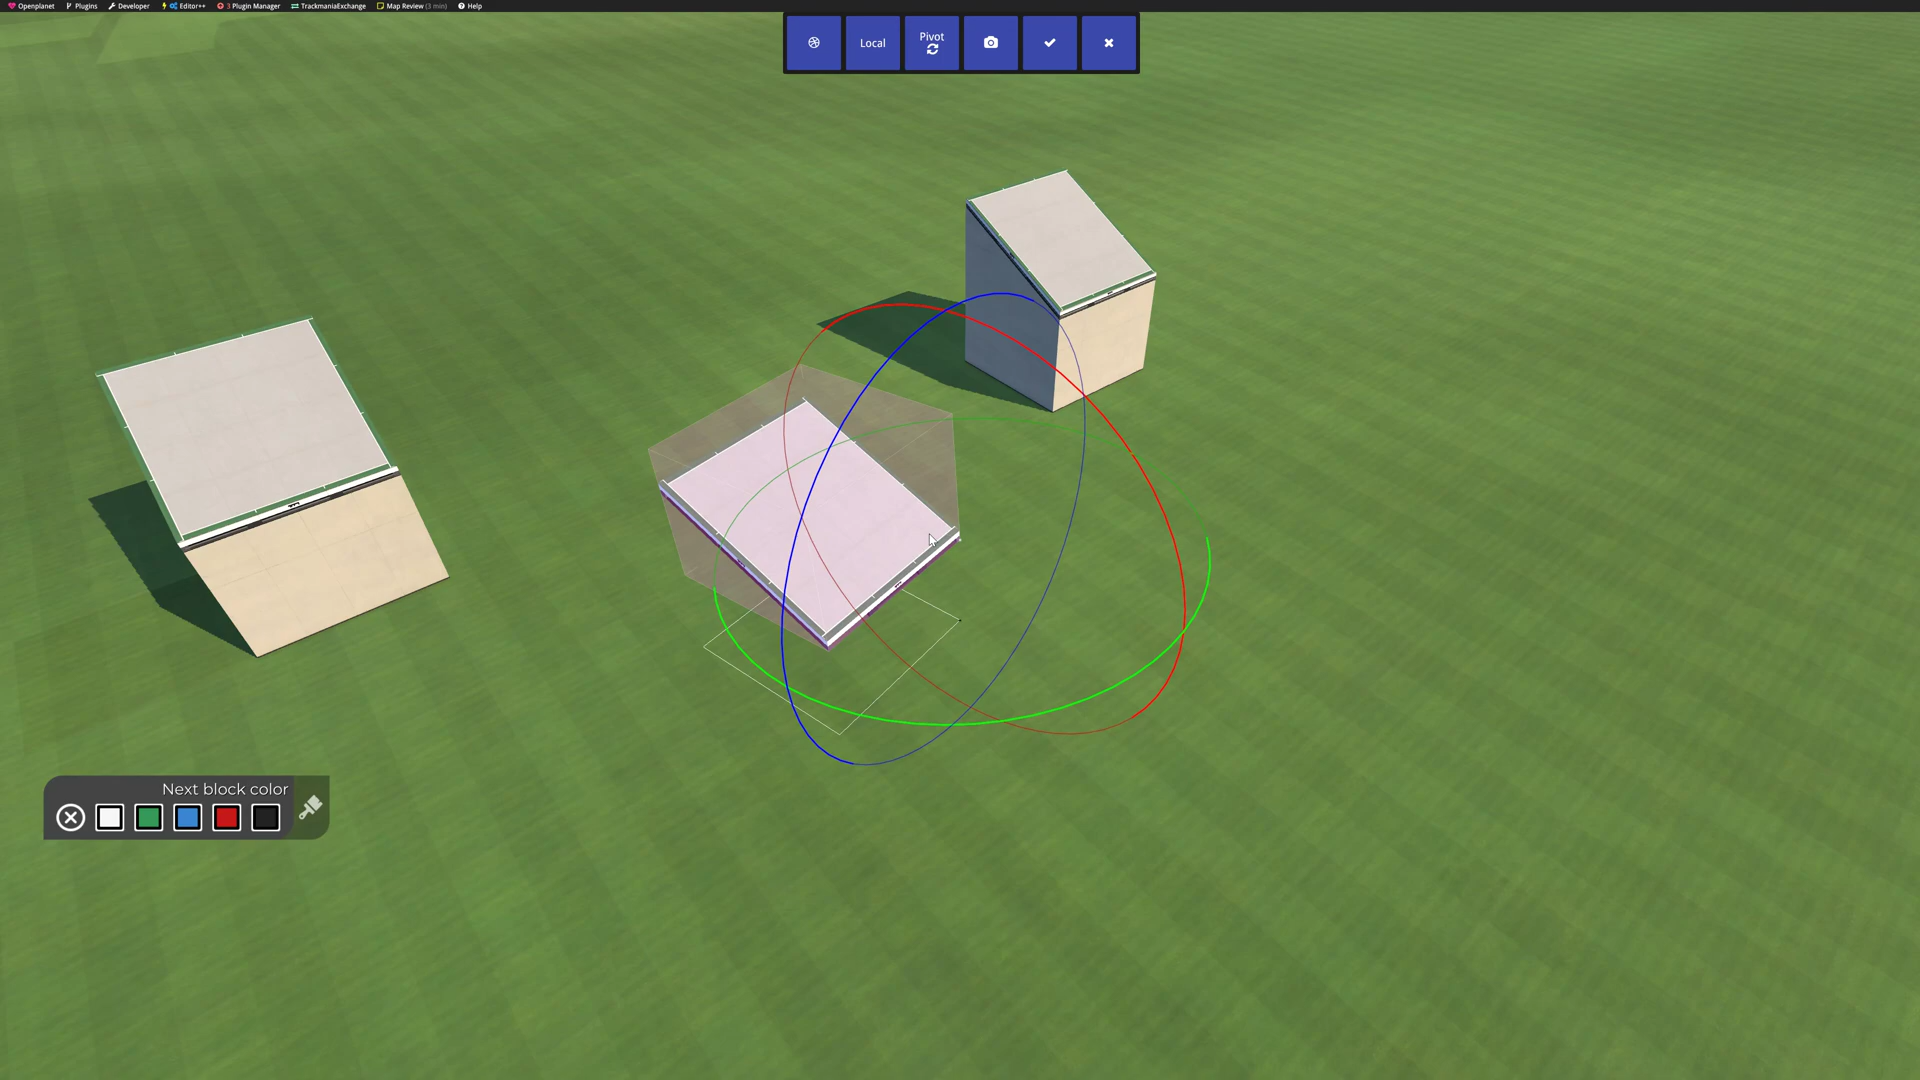 Openplanet Plugins Developer Editor++ 3 Plugin Manager TrackmaniaExchange Map Review (3 min) Help
Local
Pivot
Next block color